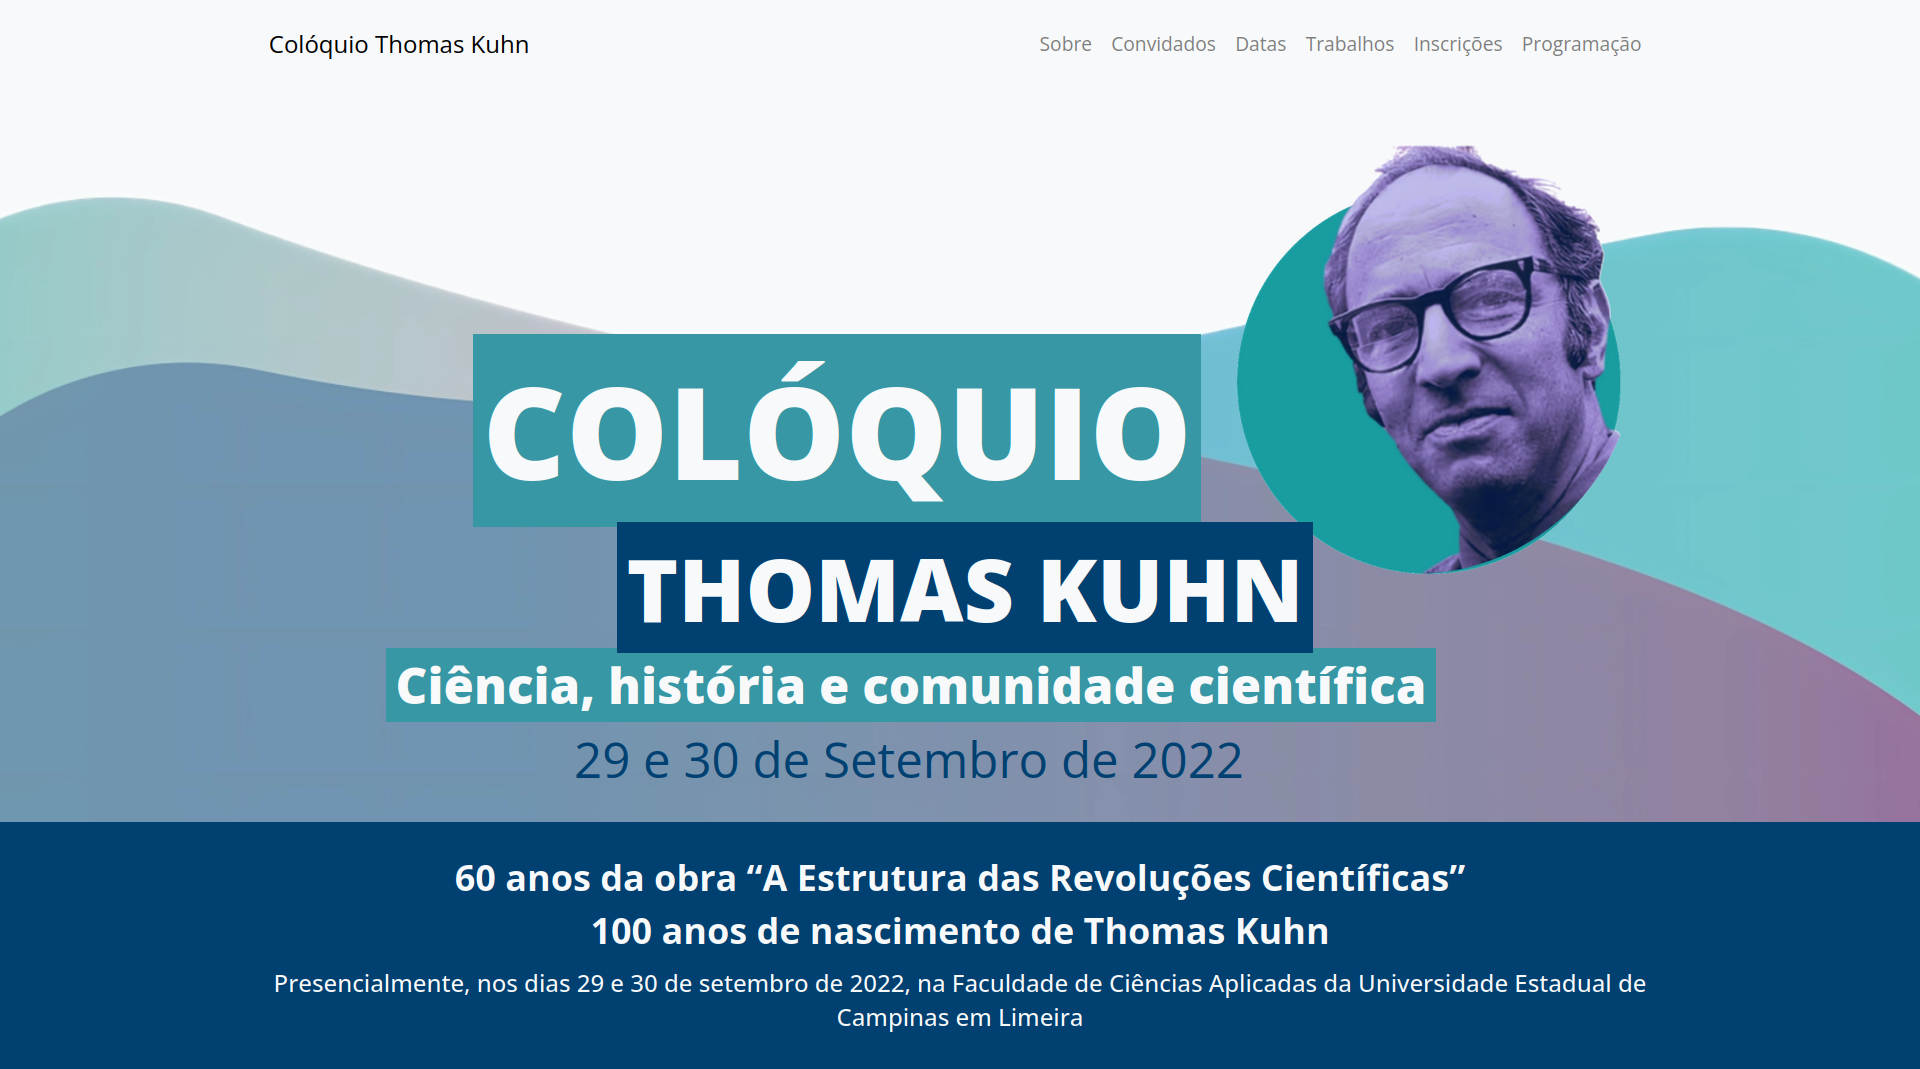 Colóquio Thomas Kuhn
Sobre Convidados Datas Trabalhos Inscrições Programação
COLÓQUIO
THOMAS KUHN
Ciência, história e comunidade científica
29 e 30 de Setembro de 2022
60 anos da obra “A Estrutura das Revoluções Científicas”
100 anos de nascimento de Thomas Kuhn
Presencialmente, nos dias 29 e 30 de setembro de 2022, na Faculdade de Ciências Aplicadas da Universidade Estadual de
Campinas em Limeira